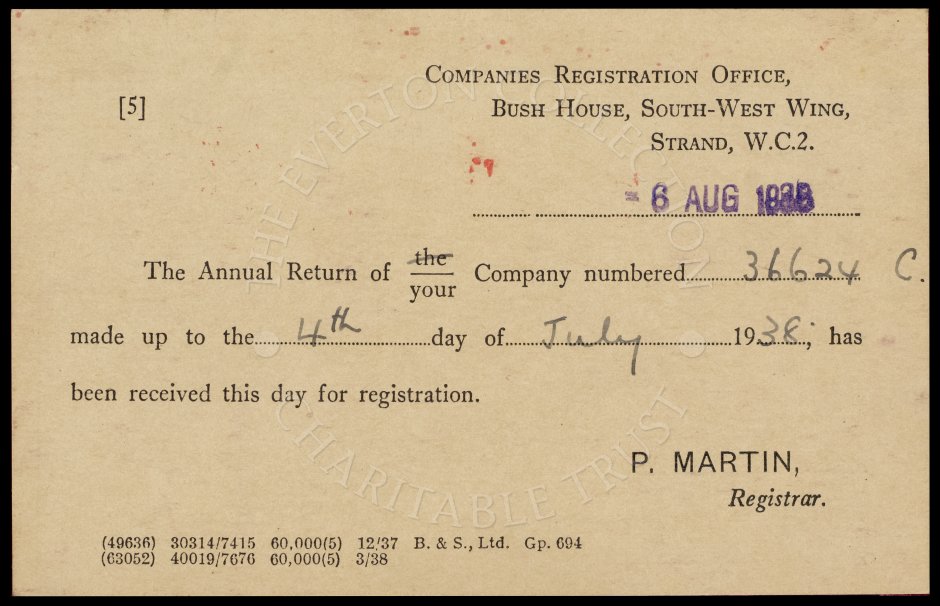 COMPANIES REGISTRATION OFFICE,
[5] BUSH HOUSE, SOUTH-WEST WING,
STRAND, W.C.2.
- 6 AUG 1938
The Annual Return of the Company numbered 36624 C.
your
made up to the 4th day of July 1938; has
been received this day for registration.
P. MARTIN,
Registrar.
(49636) 30314/7415 60,000(5) 12/37 B. & S., Ltd. Gp. 694
(63052) 40019/7676 60,000(5) 3/38
THE EVERTON COLLECTION
CHARITABLE TRUST